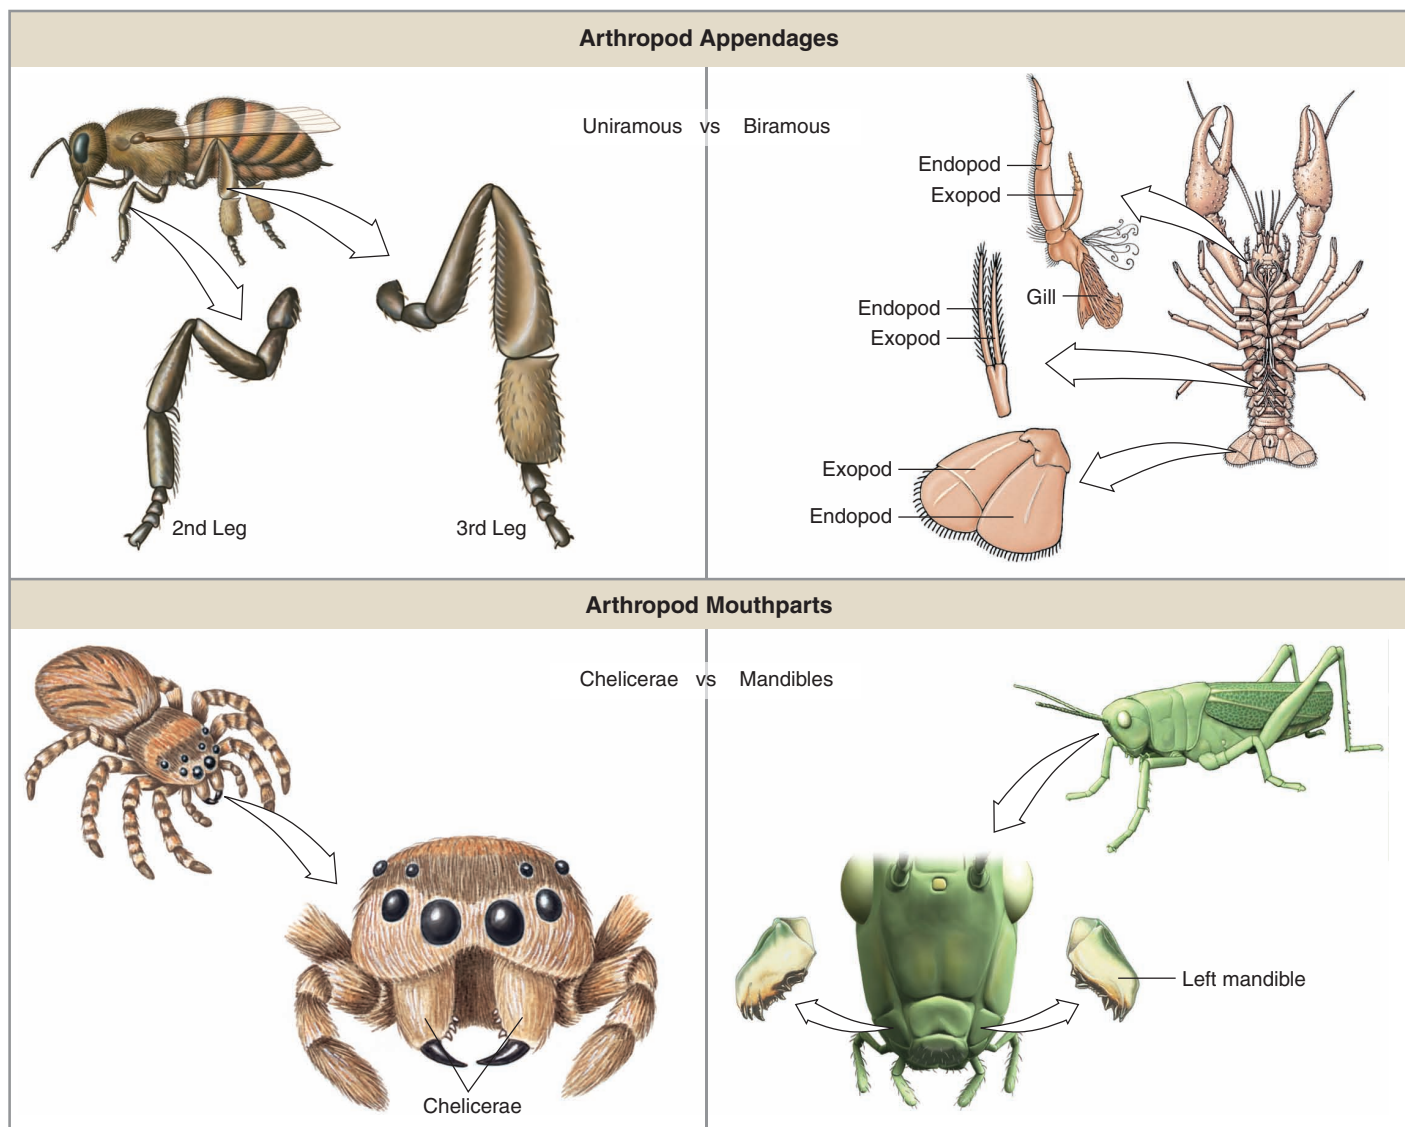 Arthropod Appendages
Uniramous vs Biramous
Endopod
Exopod
Gill
Endopod
Exopod
Exopod
Endopod
2nd Leg
3rd Leg
Arthropod Mouthparts
Chelicerae vs Mandibles
Left mandible
Chelicerae